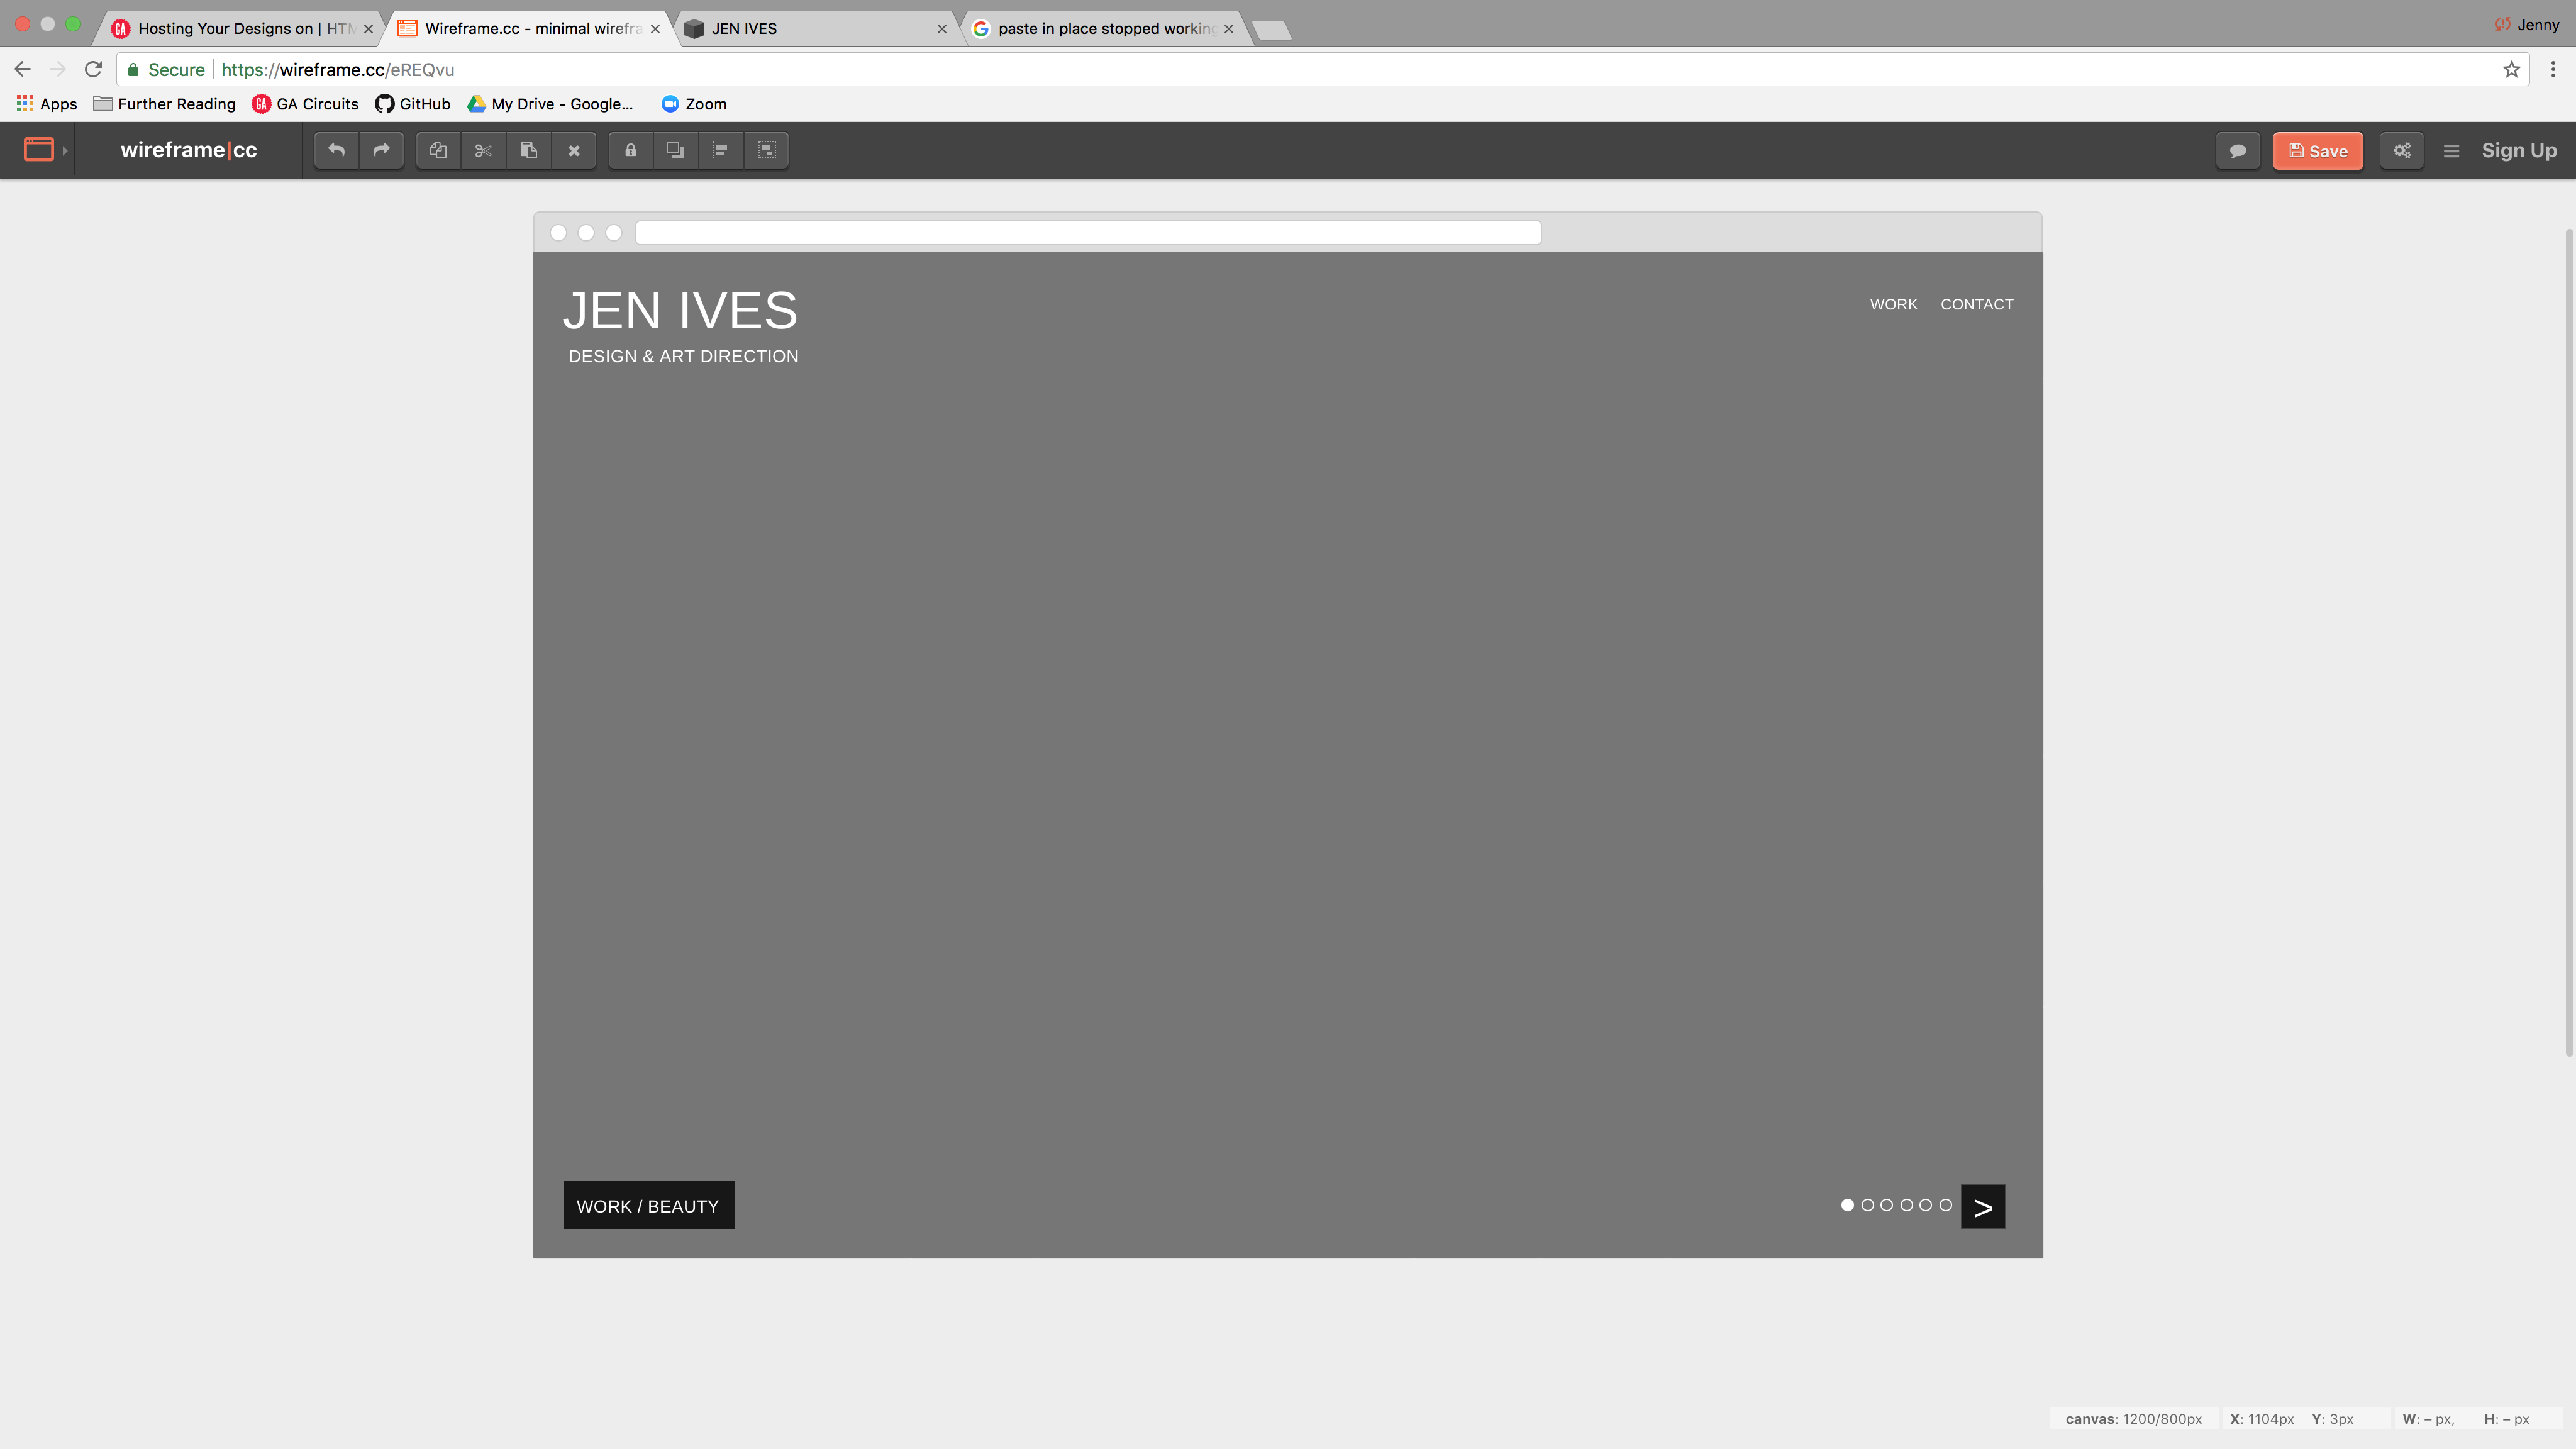 Hosting Your Designs on | HTM
Wireframe.cc - minimal wirefra
JEN IVES
paste in place stopped working
Jenny
Secure https://wireframe.cc/eREQvu
Apps Further Reading GA GA Circuits GitHub My Drive - Google... Zoom
wireframe|cc Save Sign Up
JEN IVES
WORK CONTACT
DESIGN & ART DIRECTION
WORK / BEAUTY
>
canvas: 1200/800px X: 1104px Y: 3px W: – px, H: – px